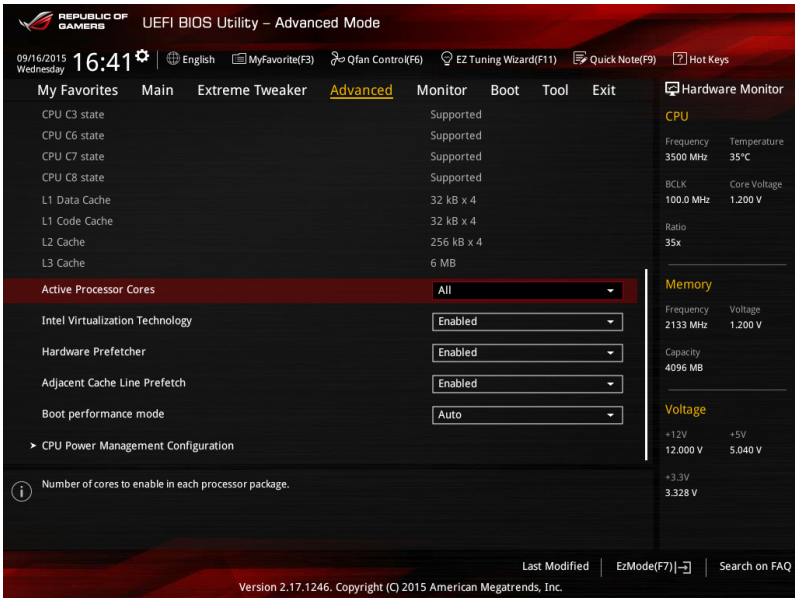 REPUBLIC OF
GAMERS
UEFI BIOS Utility – Advanced Mode
09/16/2015
Wednesday
16:41
English
MyFavorite(F3)
Qfan Control(F6)
EZ Tuning Wizard(F11)
Quick Note(F9)
? Hot Keys
My Favorites Main Extreme Tweaker Advanced Monitor Boot Tool Exit
CPU C3 state Supported
CPU C6 state Supported
CPU C7 state Supported
CPU C8 state Supported
L1 Data Cache 32 kB x 4
L1 Code Cache 32 kB x 4
L2 Cache 256 kB x 4
L3 Cache 6 MB
Active Processor Cores All
Intel Virtualization Technology Enabled
Hardware Prefetcher Enabled
Adjacent Cache Line Prefetch Enabled
Boot performance mode Auto
CPU Power Management Configuration
Number of cores to enable in each processor package.
Hardware Monitor
CPU
Frequency Temperature
3500 MHz 35°C
BCLK Core Voltage
100.0 MHz 1.200 V
Ratio
35x
Memory
Frequency Voltage
2133 MHz 1.200 V
Capacity
4096 MB
Voltage
+12V +5V
12.000 V 5.040 V
+3.3V
3.328 V
Last Modified EzMode(F7) Search on FAQ
Version 2.17.1246. Copyright (C) 2015 American Megatrends, Inc.